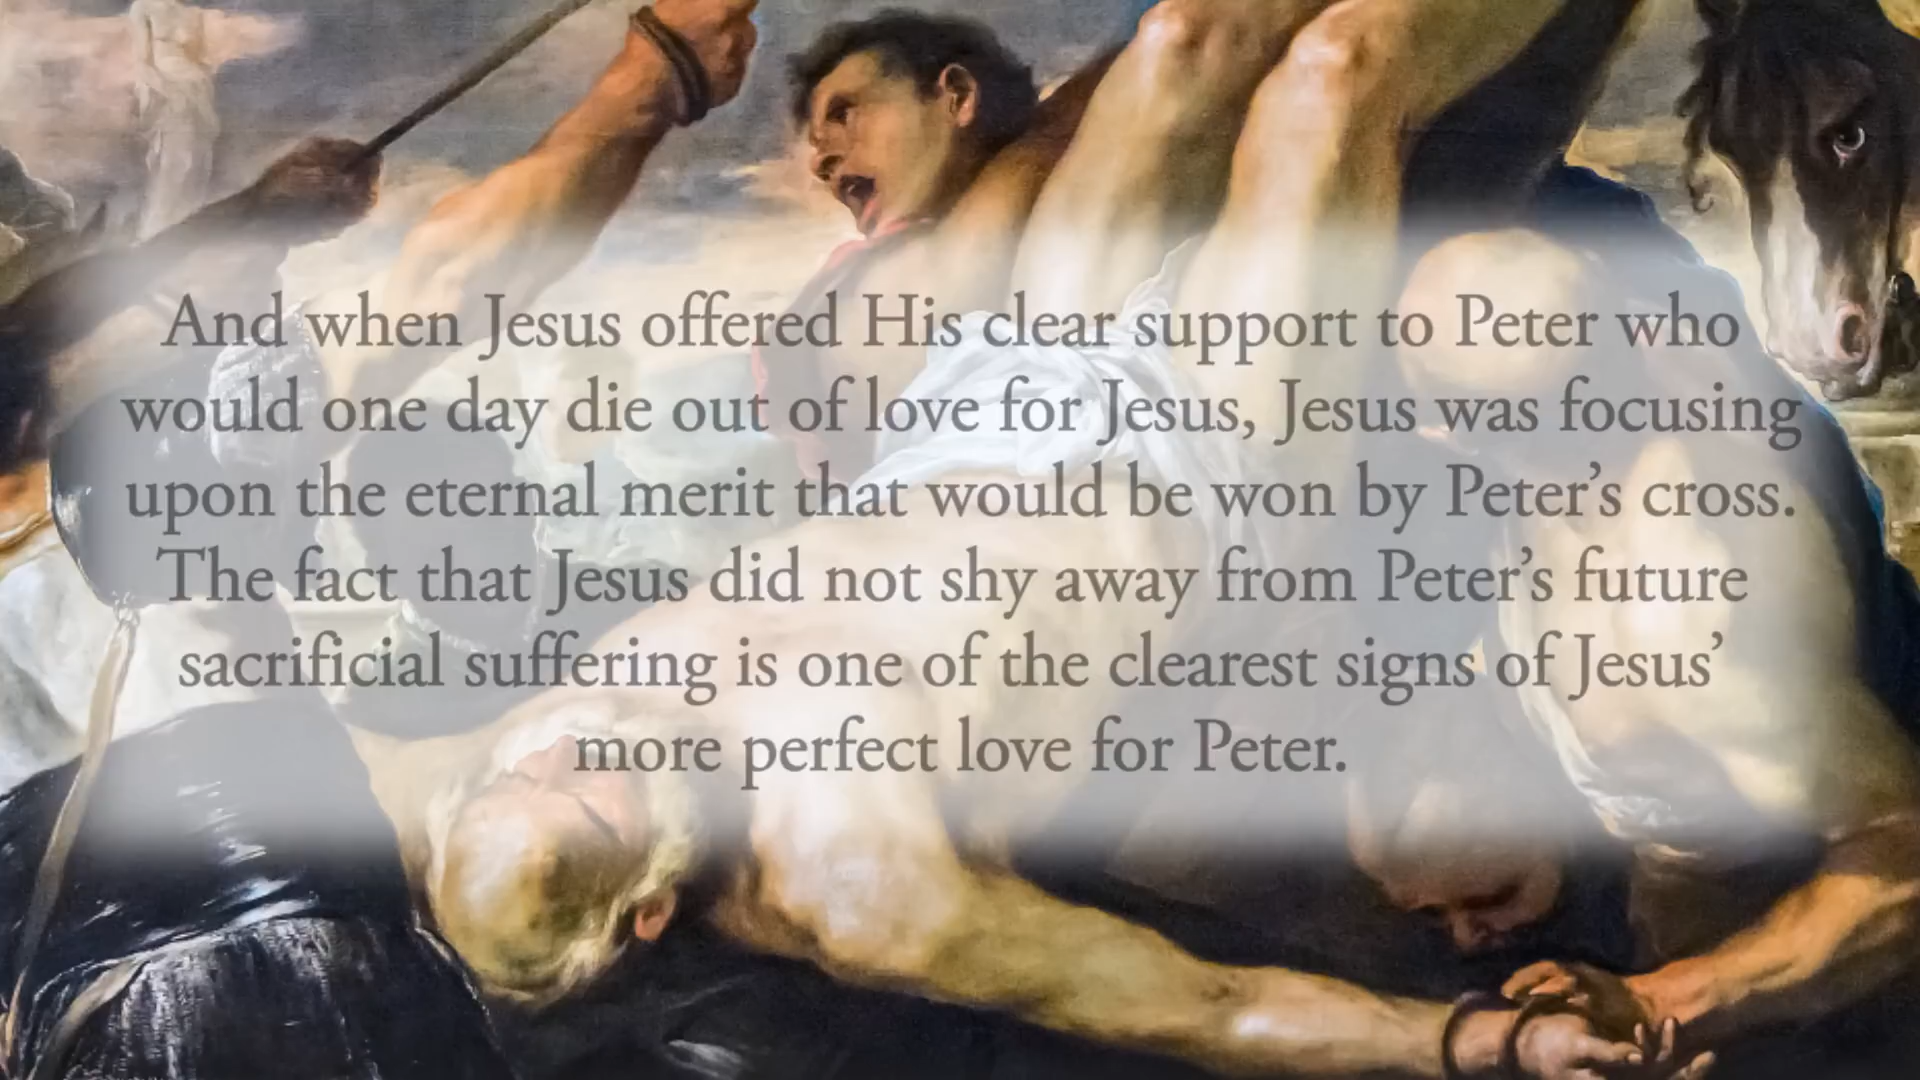 And when Jesus offered His clear support to Peter who
would one day die out of love for Jesus, Jesus was focusing
upon the eternal merit that would be won by Peter’s cross.
The fact that Jesus did not shy away from Peter’s future
sacrificial suffering is one of the clearest signs of Jesus’
more perfect love for Peter.